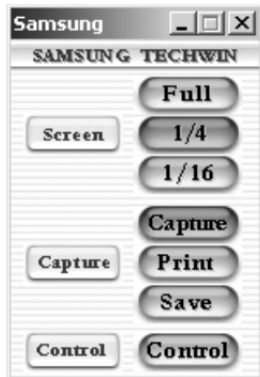 Samsung
SAMSUNG TECHWIN
Full
Screen 1/4
1/16
Capture
Capture Print
Save
Control Control